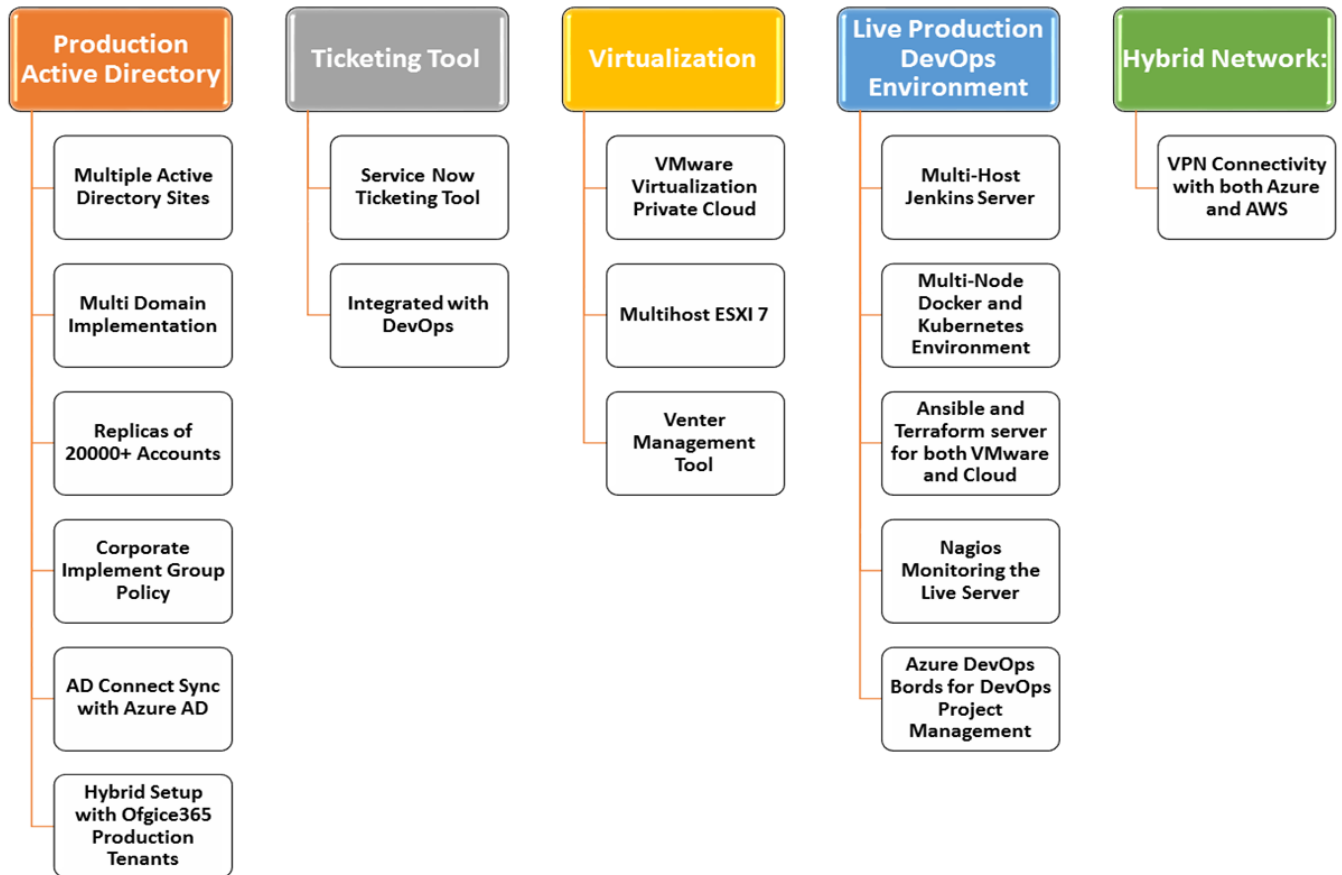 Production
Active Directory
Multiple Active
Directory Sites
Multi Domain
Implementation
Replicas of
20000+ Accounts
Corporate
Implement Group
Policy
AD Connect Sync
with Azure AD
Hybrid Setup
with Ofgice365
Production
Tenants
Ticketing Tool
Service Now
Ticketing Tool
Integrated with
DevOps
Virtualization
VMware
Virtualization
Private Cloud
Multihost ESXI 7
Venter
Management
Tool
Live Production
DevOps
Environment
Multi-Host
Jenkins Server
Multi-Node
Docker and
Kubernetes
Environment
Ansible and
Terraform server
for both VMware
and Cloud
Nagios
Monitoring the
Live Server
Azure DevOps
Bords for DevOps
Project
Management
Hybrid Network:
VPN Connectivity
with both Azure
and AWS